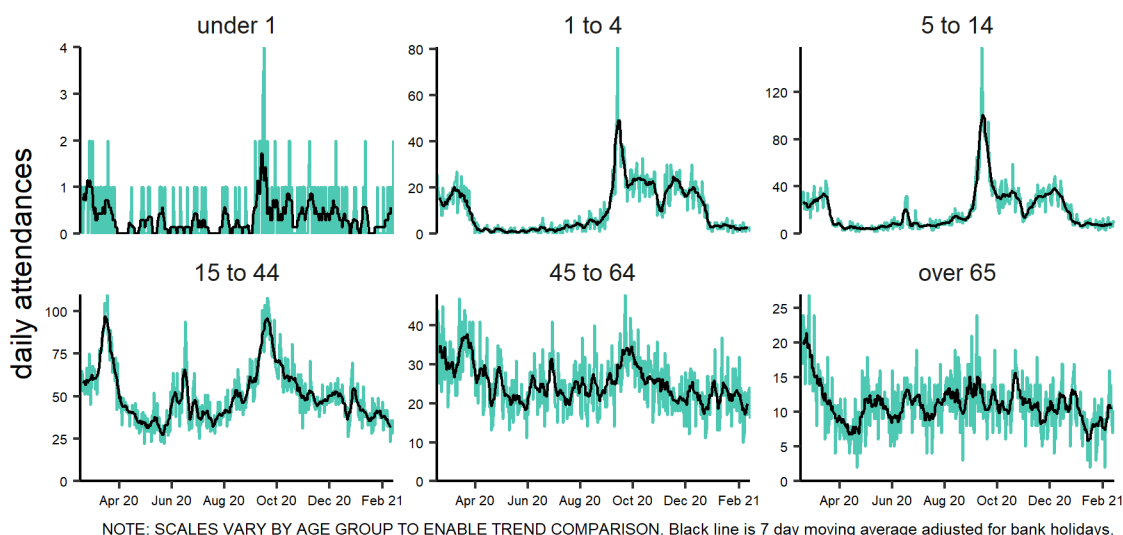 under 1
1 to 4
5 to 14
4
3
2
1
0
80
60
40
20
0
120
80
40
0
daily attendances
15 to 44
45 to 64
over 65
100
75
50
25
0
40
30
20
10
0
25
20
15
10
5
0
Apr 20 Jun 20 Aug 20 Oct 20 Dec 20 Feb 21
Apr 20 Jun 20 Aug 20 Oct 20 Dec 20 Feb 21
Apr 20 Jun 20 Aug 20 Oct 20 Dec 20 Feb 21
NOTE: SCALES VARY BY AGE GROUP TO ENABLE TREND COMPARISON. Black line is 7 day moving average adjusted for bank holidays.